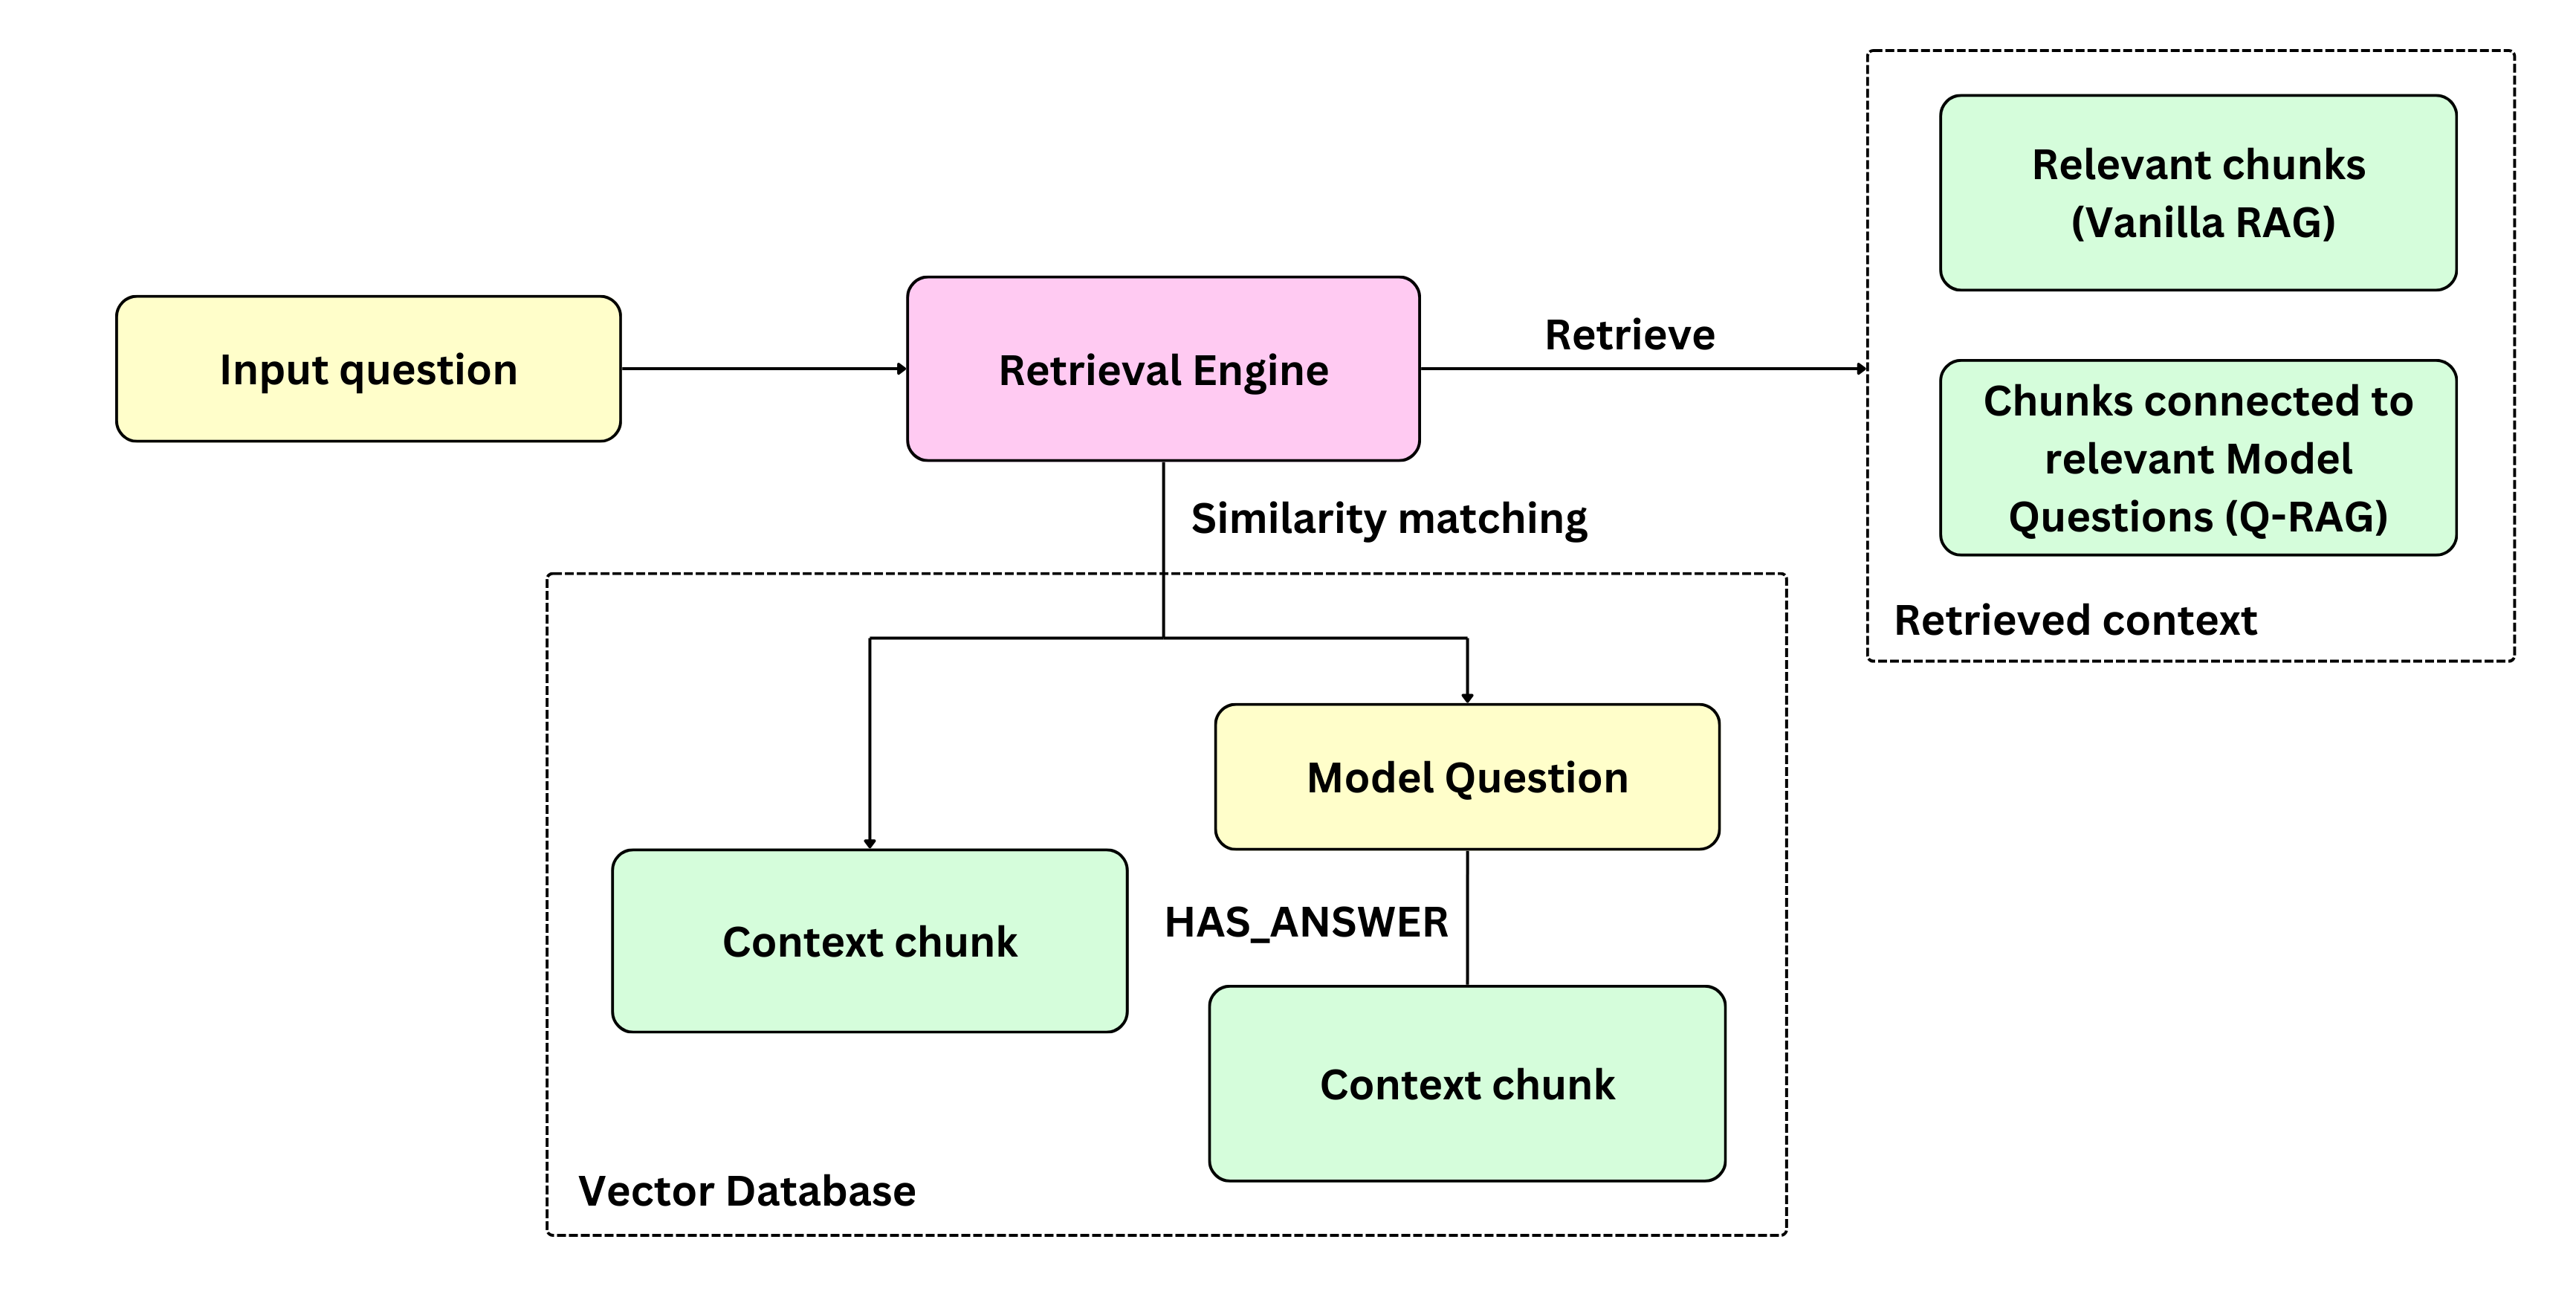 Input question
Retrieval Engine
Retrieve
Relevant chunks
(Vanilla RAG)
Chunks connected to
relevant Model
Questions (Q-RAG)
Retrieved context
Similarity matching
Model Question
HAS_ANSWER
Context chunk
Context chunk
Vector Database